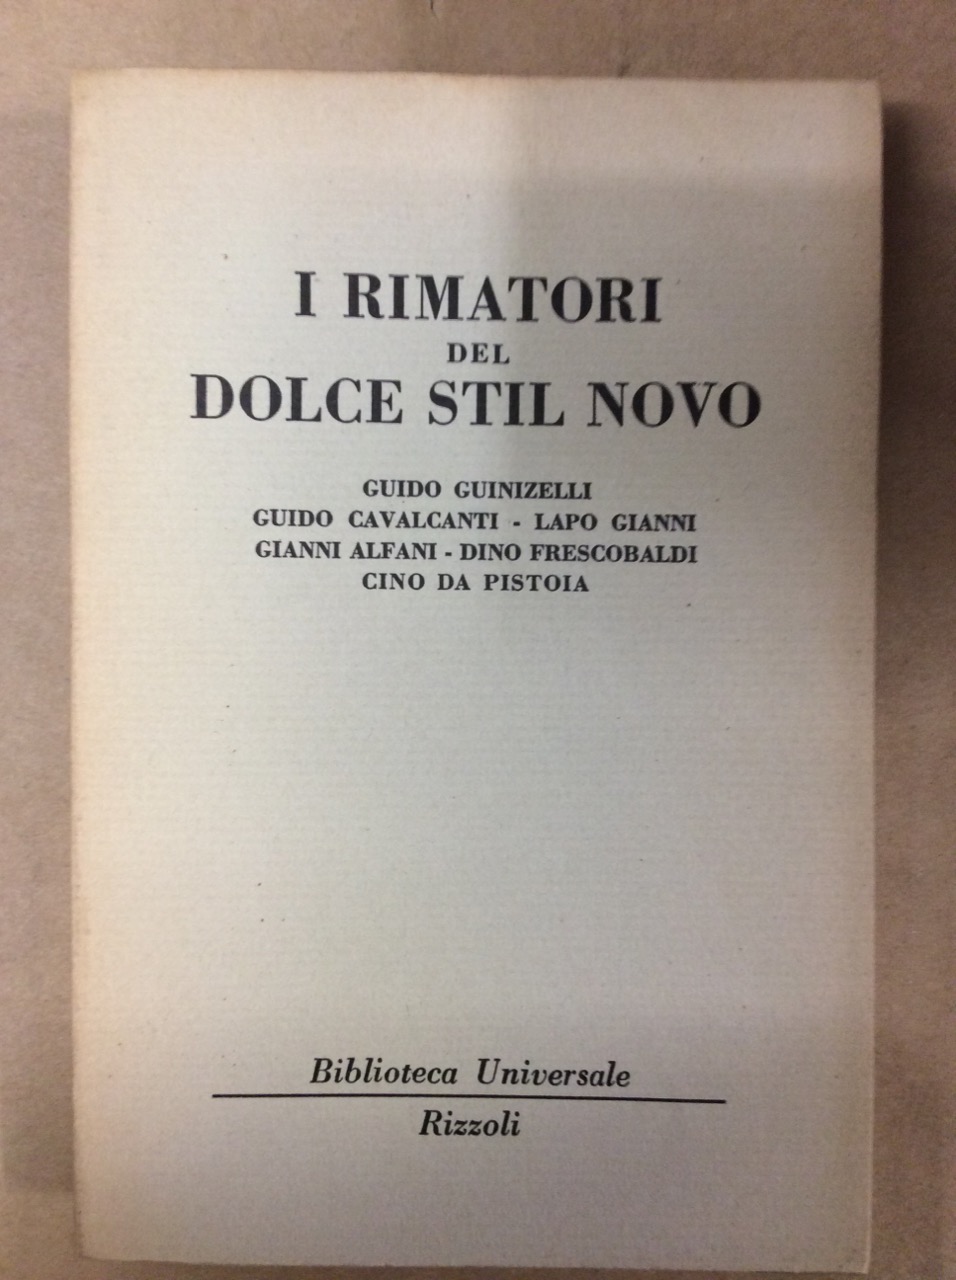 I RIMATORI
DEL
DOLCE STIL NOVO
GUIDO GUINIZELLI
GUIDO CAVALCANTI - LAPO GIANNI
GIANNI ALFANI - DINO FRESCOBALDI
CINO DA PISTOIA
Biblioteca Universale
Rizzoli